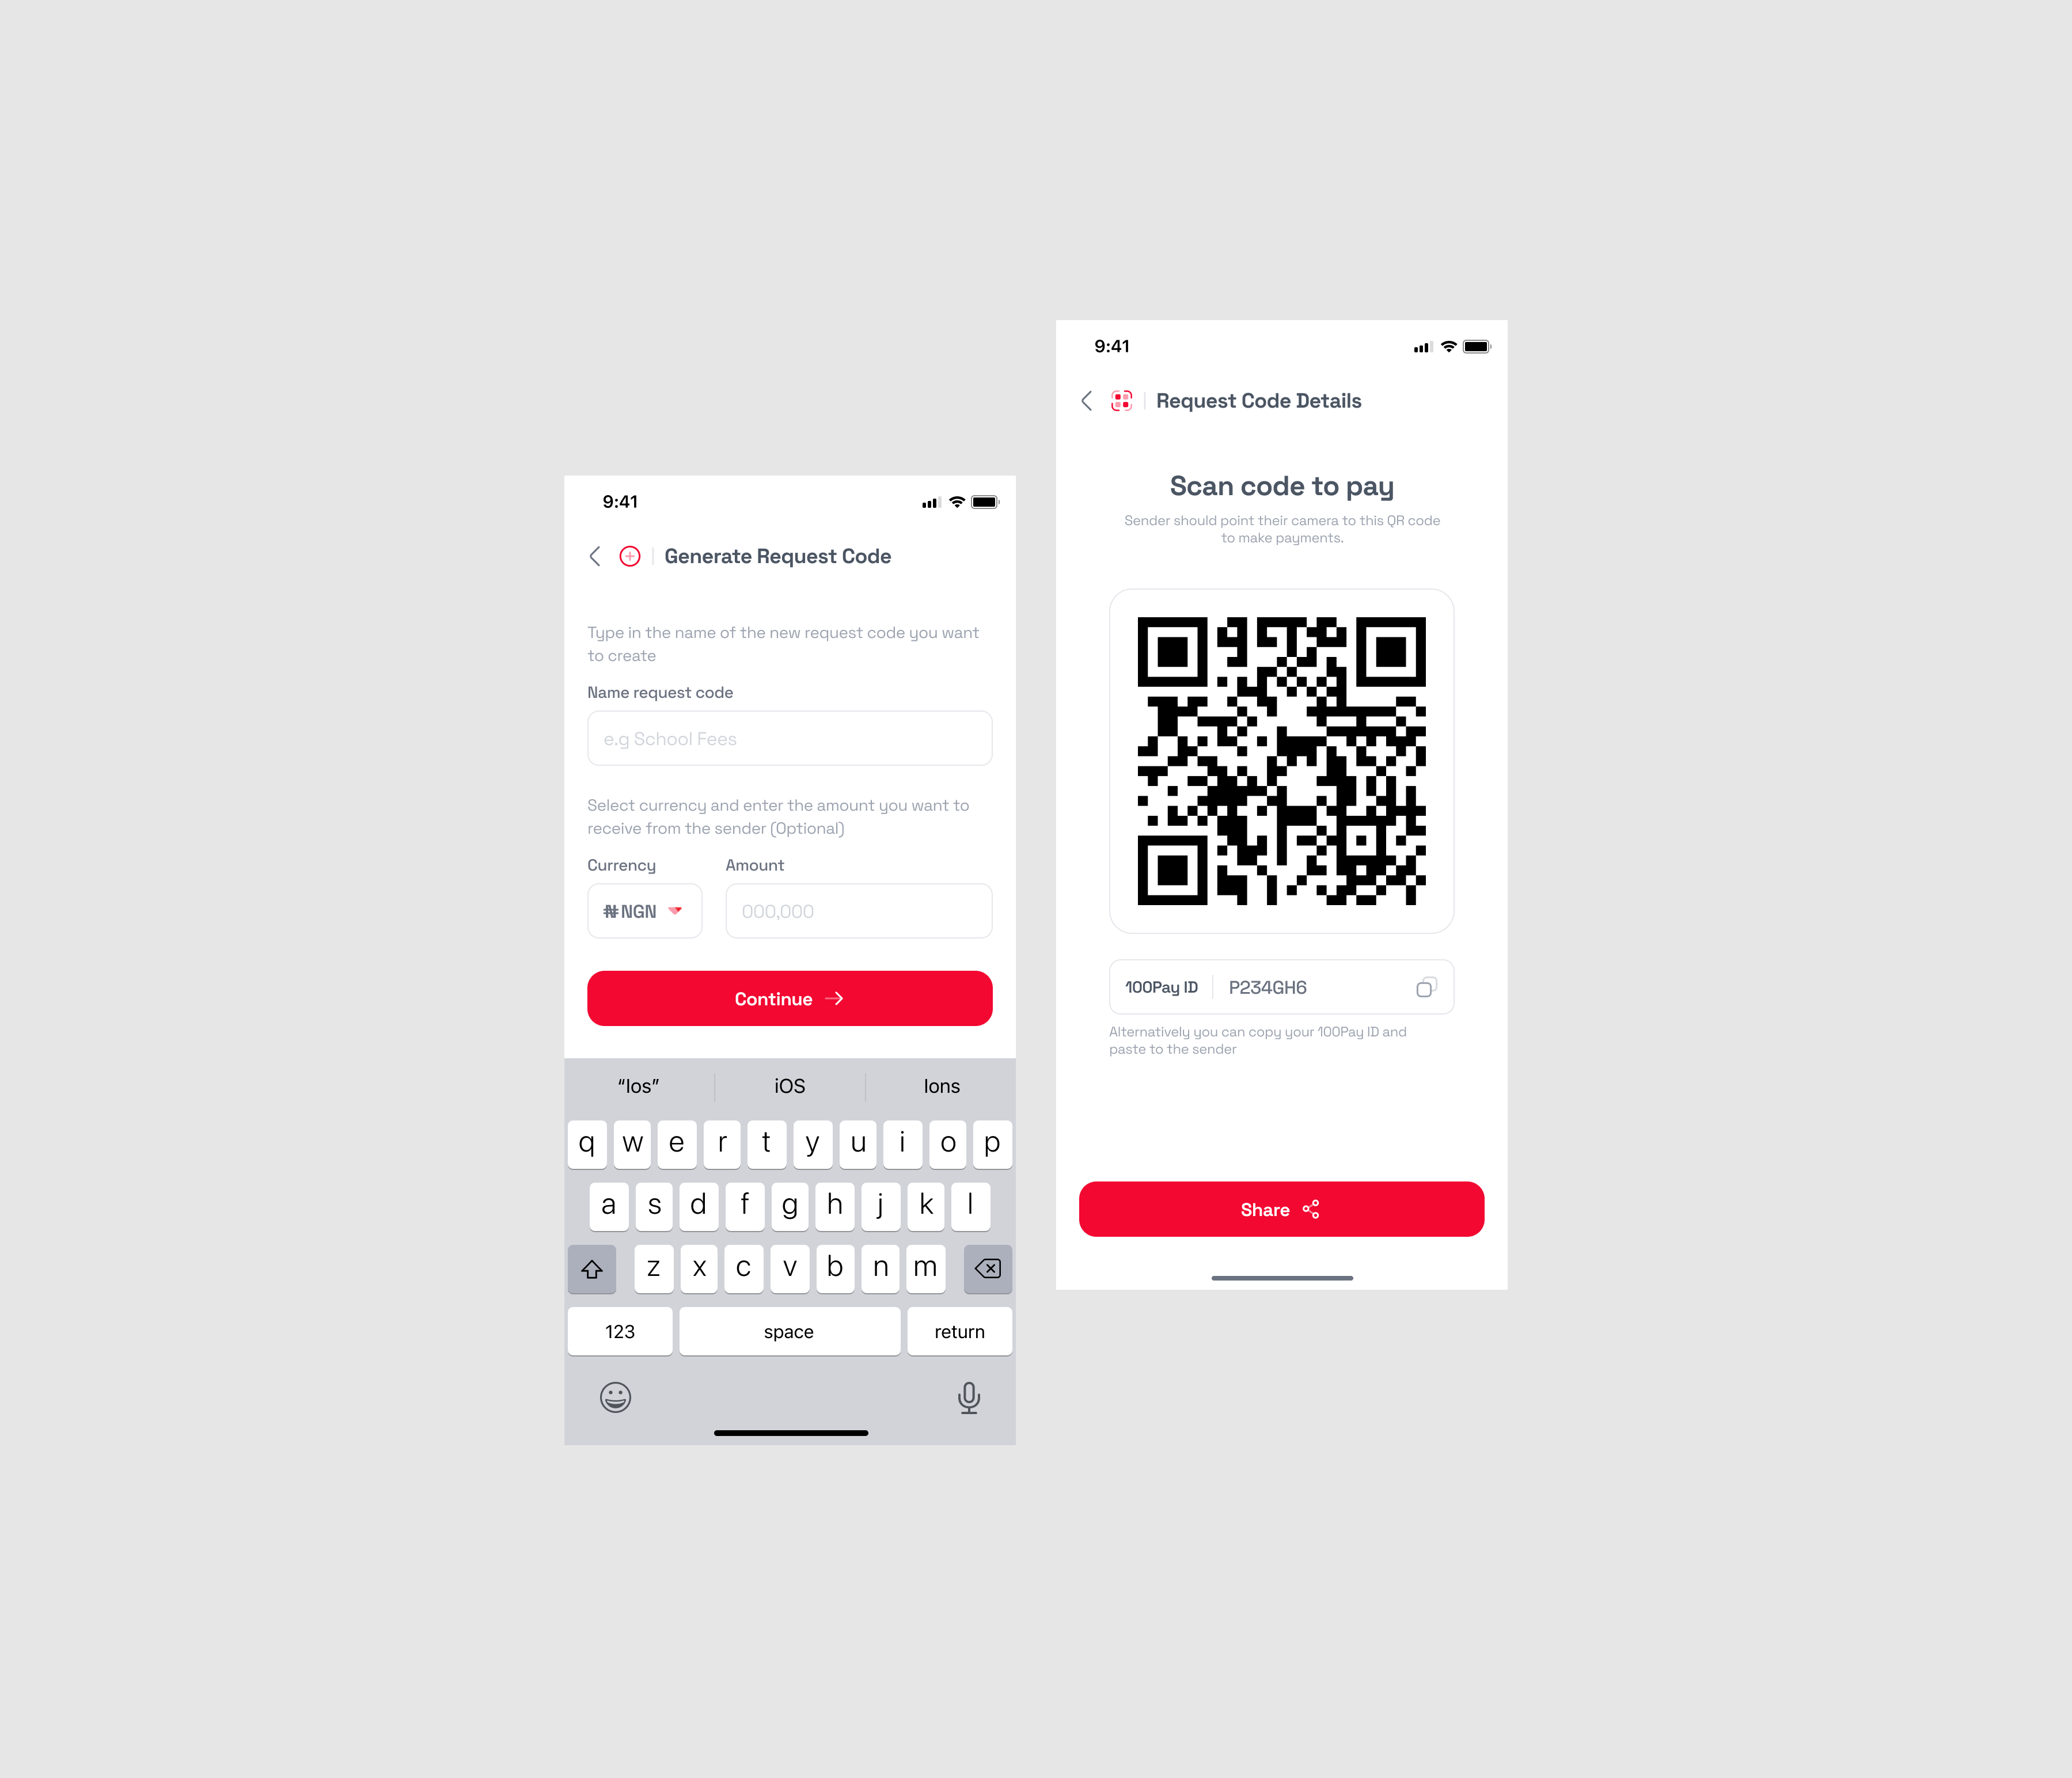 9:41
Generate Request Code
Type in the name of the new request code you want
to create
Name request code
e.g School Fees
Select currency and enter the amount you want to
receive from the sender (Optional)
Currency
Amount
₦ NGN
000,000
Continue
“Ios”
iOS
Ions
q w e r t y u i o p
a s d f g h j k l
z x c v b n m
123
space
return
9:41
Request Code Details
Scan code to pay
Sender should point their camera to this QR code
to make payments.
100Pay ID
P234GH6
Alternatively you can copy your 100Pay ID and
paste to the sender
Share